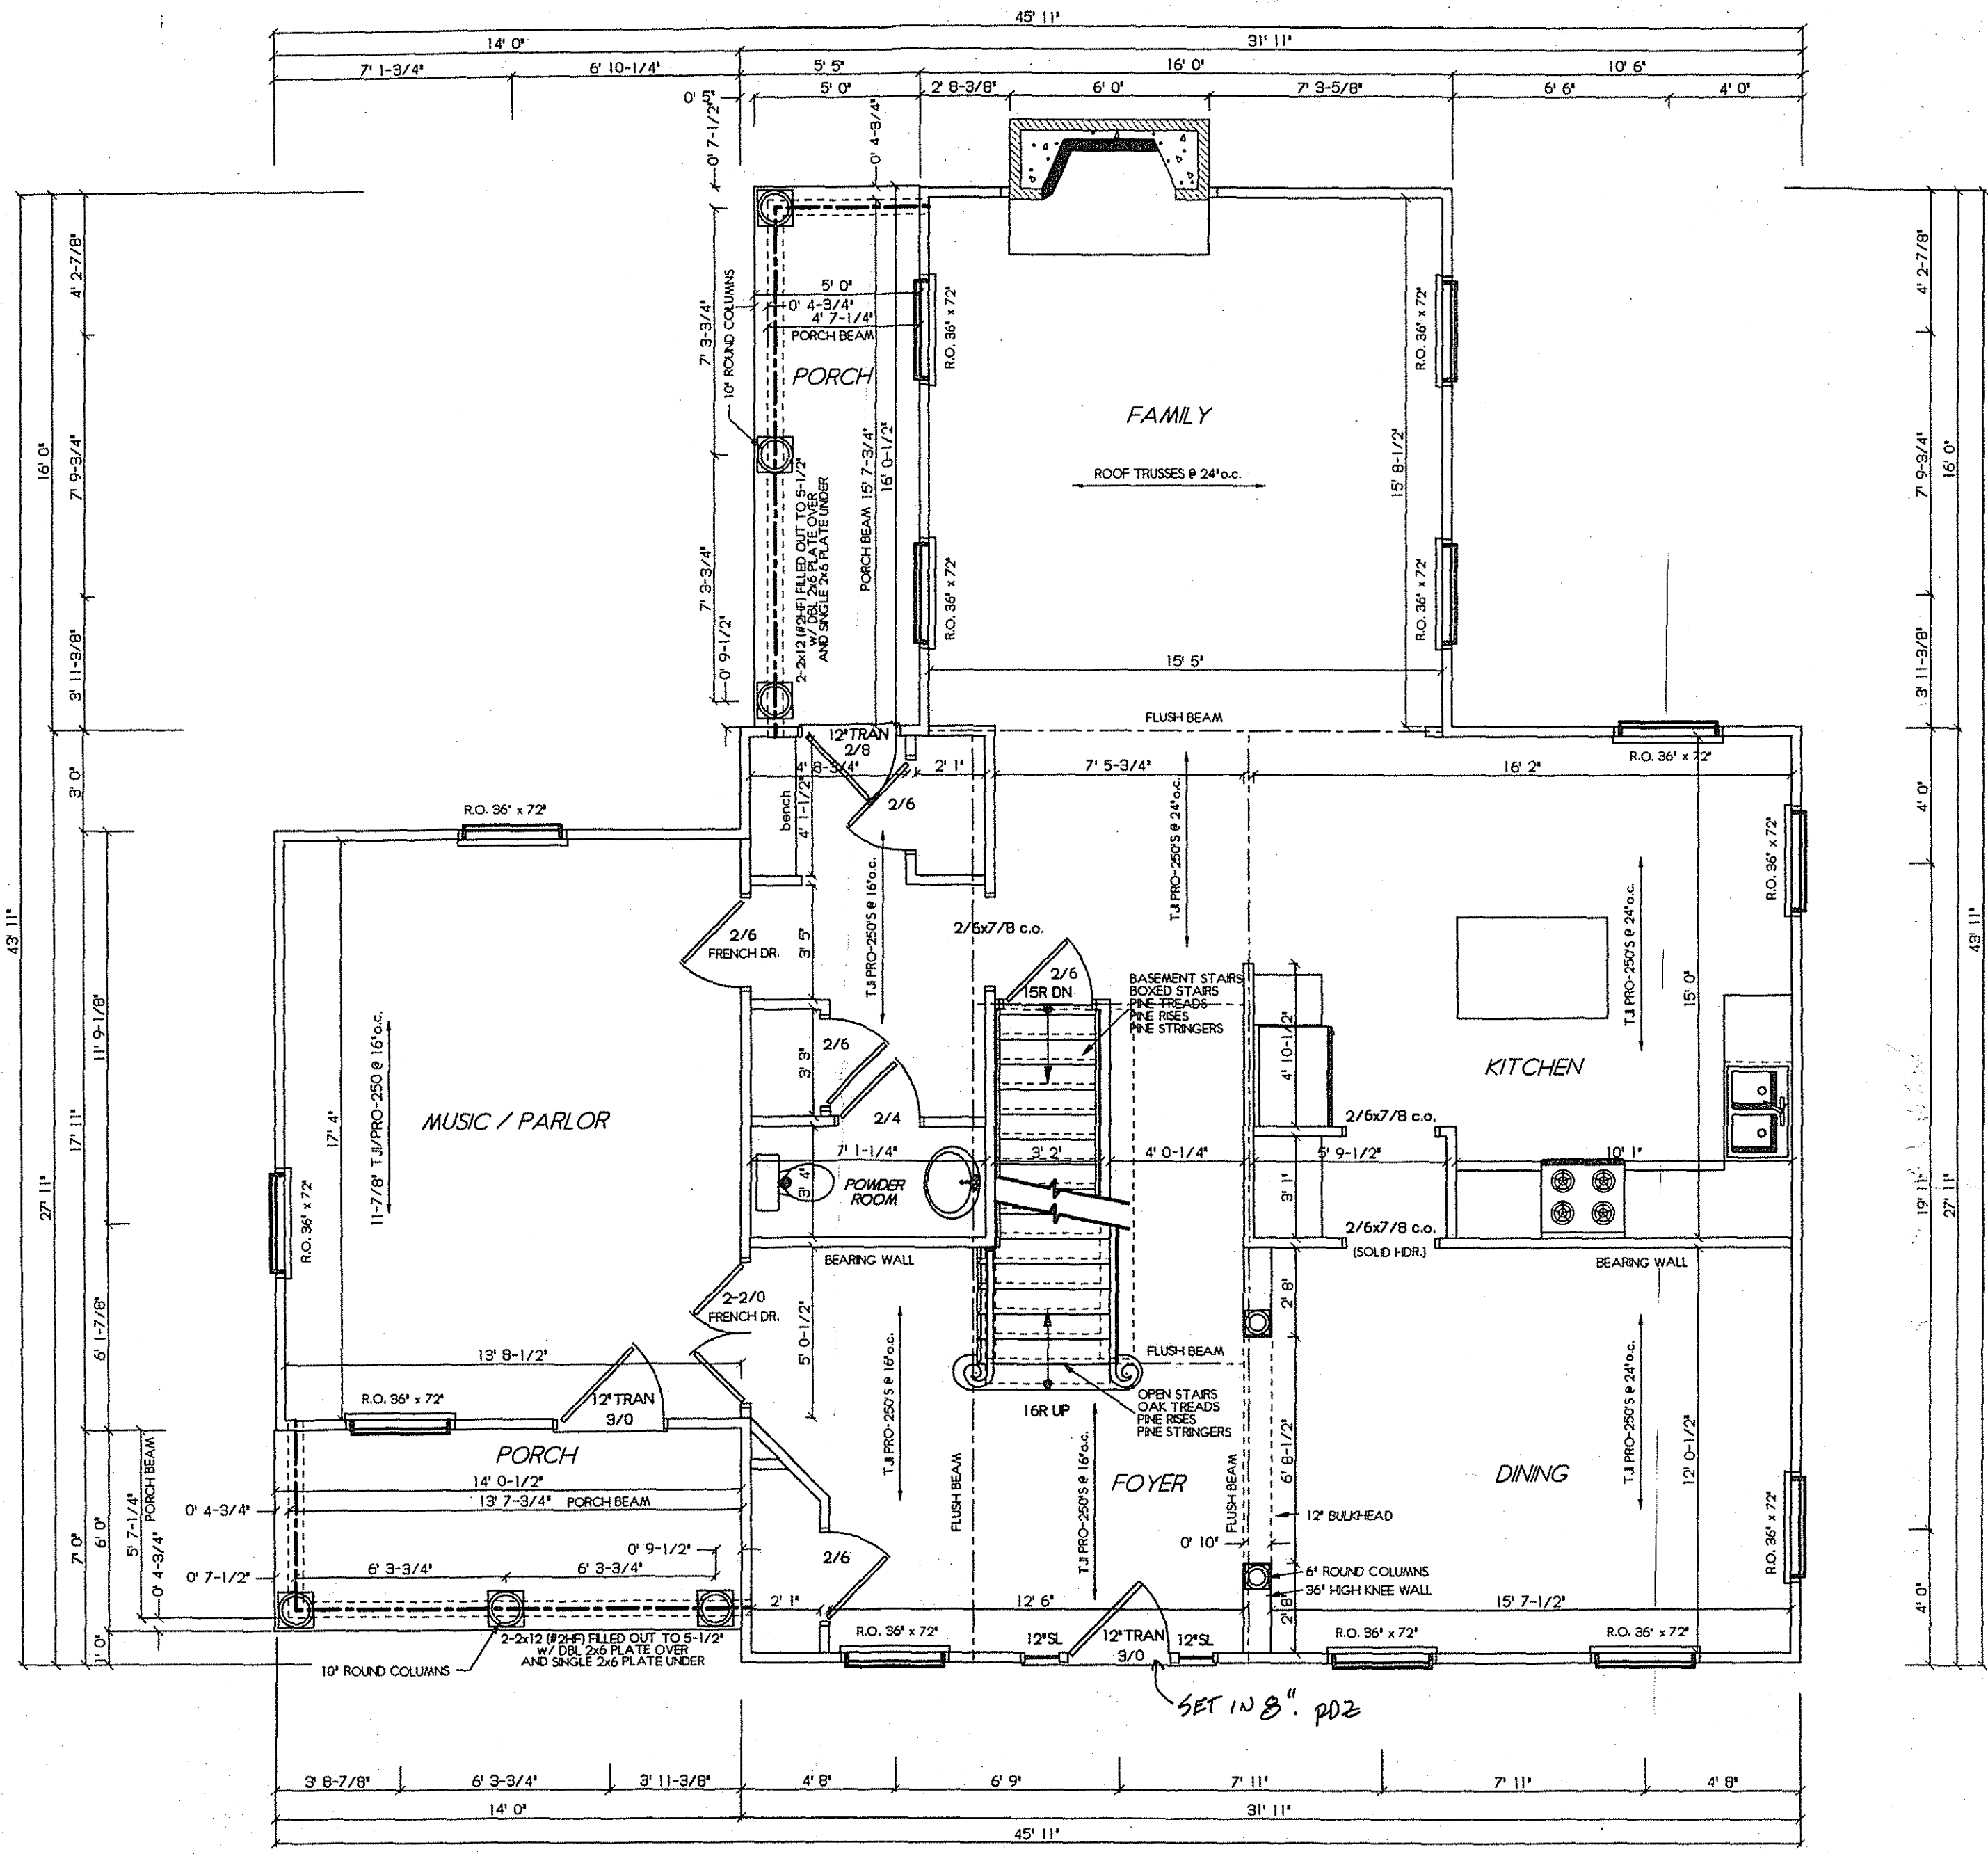 45' 11"
14' 0"
31' 11"
7' 1-3/4"
6' 10-1/4"
5' 5"
16' 0"
10' 6"
0' 5"
5' 0"
2' 8-3/8"
6' 0"
7' 3-5/8"
6' 6"
4' 0"
0' 7-1/2"
0' 4-3/4"
43' 11"
16' 0"
27' 11"
4' 2-7/8"
7' 9-3/4"
3' 11-3/8"
3' 0"
17' 11"
7' 0"
11' 9-1/8"
6' 1-7/8"
6' 0"
1' 0"
7' 3-3/4"
7' 3-3/4"
0' 9-1/2"
10" ROUND COLUMNS
5' 0"
0' 4-3/4"
4' 7-1/4"
PORCH BEAM
PORCH
2-2x12 (#2HF) FILLED OUT TO 5-1/2"
W/ DBL 2x6 PLATE OVER
AND SINGLE 2x6 PLATE UNDER
PORCH BEAM 15' 7-3/4"
16' 0-1/2"
R.O. 36" x 72"
R.O. 36" x 72"
FAMILY
ROOF TRUSSES @ 24"o.c.
15' 8-1/2"
15' 5"
R.O. 36" x 72"
R.O. 36" x 72"
FLUSH BEAM
4' 2-7/8"
7' 9-3/4"
3' 11-3/8"
16' 0"
4' 0"
19' 11"
4' 0"
27' 11"
43' 11"
12"TRAN
2/8
4' 8-3/4"
2' 1"
7' 5-3/4"
16' 2"
R.O. 36" x 72"
bench
4' 1-1/2"
2/6
TJI PRO-250'S @ 16"o.c.
TJI PRO-250'S @ 24"o.c.
TJI PRO-250'S @ 24"o.c.
R.O. 36" x 72"
R.O. 36" x 72"
2/6
FRENCH DR.
3' 5"
2/6x7/8 c.o.
2/6
15R DN
BASEMENT STAIRS
BOXED STAIRS
PINE TREADS
PINE RISES
PINE STRINGERS
4' 10-1/2"
15' 0"
KITCHEN
11-7/8" TJI/PRO-250 @ 16"o.c.
17' 4"
MUSIC / PARLOR
3' 3"
2/6
2/4
2/6x7/8 c.o.
7' 1-1/4"
3' 2"
4' 0-1/4"
5' 9-1/2"
10' 1"
3' 4"
POWDER
ROOM
3' 1"
R.O. 36" x 72"
2/6x7/8 c.o.
(SOLID HDR.)
BEARING WALL
BEARING WALL
2-2/0
FRENCH DR.
5' 0-1/2"
2' 8"
13' 8-1/2"
FLUSH BEAM
R.O. 36" x 72"
12"TRAN
3/0
TJI PRO-250'S @ 16"o.c.
16R UP
OPEN STAIRS
OAK TREADS
PINE RISES
PINE STRINGERS
TJI PRO-250'S @ 24"o.c.
12' 0-1/2"
PORCH
14' 0-1/2"
13' 7-3/4" PORCH BEAM
0' 4-3/4"
5' 7-1/4"
PORCH BEAM
0' 4-3/4"
FLUSH BEAM
TJI PRO-250'S @ 16"o.c.
FOYER
FLUSH BEAM
6' 8-1/2"
DINING
12" BULKHEAD
0' 10"
R.O. 36" x 72"
0' 9-1/2"
2/6
0' 7-1/2"
6' 3-3/4"
6' 3-3/4"
6" ROUND COLUMNS
36" HIGH KNEE WALL
2' 1"
12' 6"
2' 8"
15' 7-1/2"
2-2x12 (#2HF) FILLED OUT TO 5-1/2"
W/ DBL 2x6 PLATE OVER
AND SINGLE 2x6 PLATE UNDER
10" ROUND COLUMNS
R.O. 36" x 72"
12"SL
12"TRAN
3/0
12"SL
R.O. 36" x 72"
R.O. 36" x 72"
SET IN 8". PDZ
3' 8-7/8"
6' 3-3/4"
3' 11-3/8"
4' 8"
6' 9"
7' 11"
7' 11"
4' 8"
14' 0"
31' 11"
45' 11"